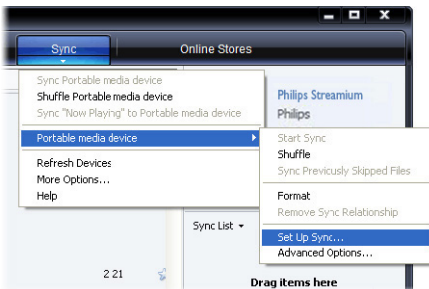 Sync
Online Stores
Sync Portable media device
Shuffle Portable media device
Sync "Now Playing" to Portable media device
Portable media device
Refresh Devices
More Options...
Help
Philips Streamium
Philips
Start Sync
Shuffle
Sync Previcusly Skipped Files
Format
Remove Sync Relationship
Set Up Sync...
Advanced Options...
Sync List
2 21
Drag items here